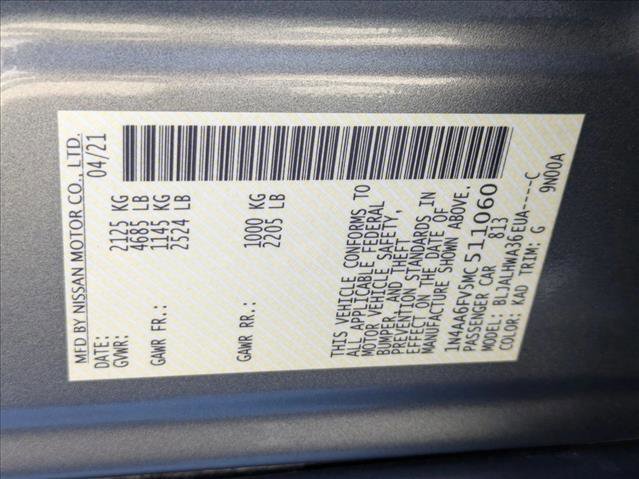 MFD BY NISSAN MOTOR CO., LTD.
DATE: 04/21
GVWR: 2125 KG
4685 LB
GAWR FR.: 1145 KG
2524 LB
GAWR RR.: 1000 KG
2205 LB
THIS VEHICLE CONFORMS TO
ALL APPLICABLE FEDERAL
MOTOR VEHICLE SAFETY,
BUMPER, AND THEFT
PREVENTION STANDARDS IN
EFFECT ON THE DATE OF
MANUFACTURE SHOWN ABOVE.
1N4AA6FV5MC511060
PASSENGER CAR 813
MODEL: BLJALHWA36EUA----C
COLOR: KAD TRIM: G 9N00A